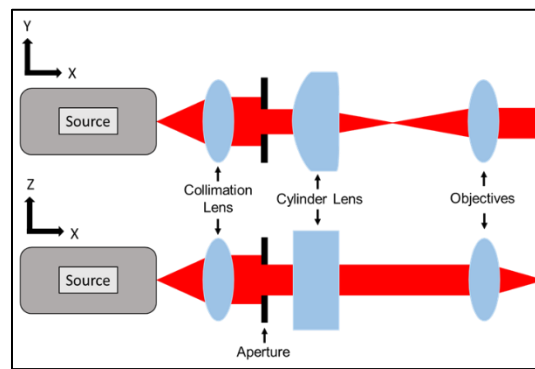 Y
X
Source
Collimation
Lens
Cylinder Lens
Objectives
Z
X
Source
Aperture